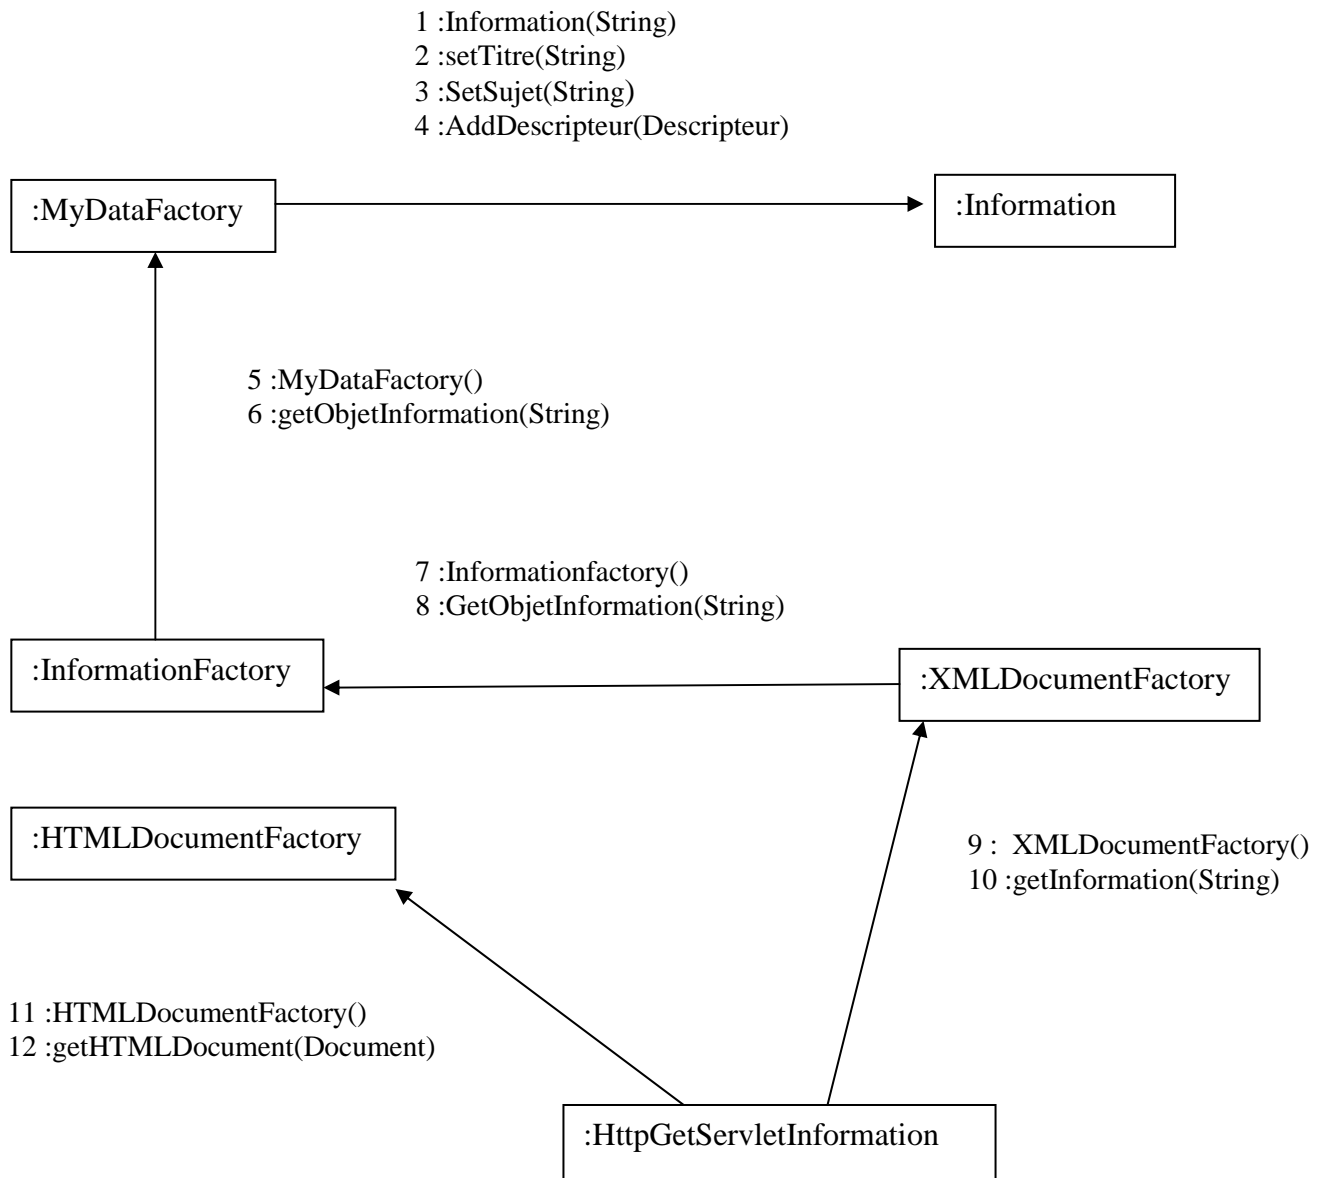 1 :Information(String)
2 :setTitre(String)
3 :SetSujet(String)
4 :AddDescripteur(Descripteur)
:MyDataFactory
:Information
5 :MyDataFactory()
6 :getObjetInformation(String)
7 :Informationfactory()
8 :GetObjetInformation(String)
:InformationFactory
:XMLDocumentFactory
:HTMLDocumentFactory
9 :  XMLDocumentFactory()
10 :getInformation(String)
11 :HTMLDocumentFactory()
12 :getHTMLDocument(Document)
:HttpGetServletInformation